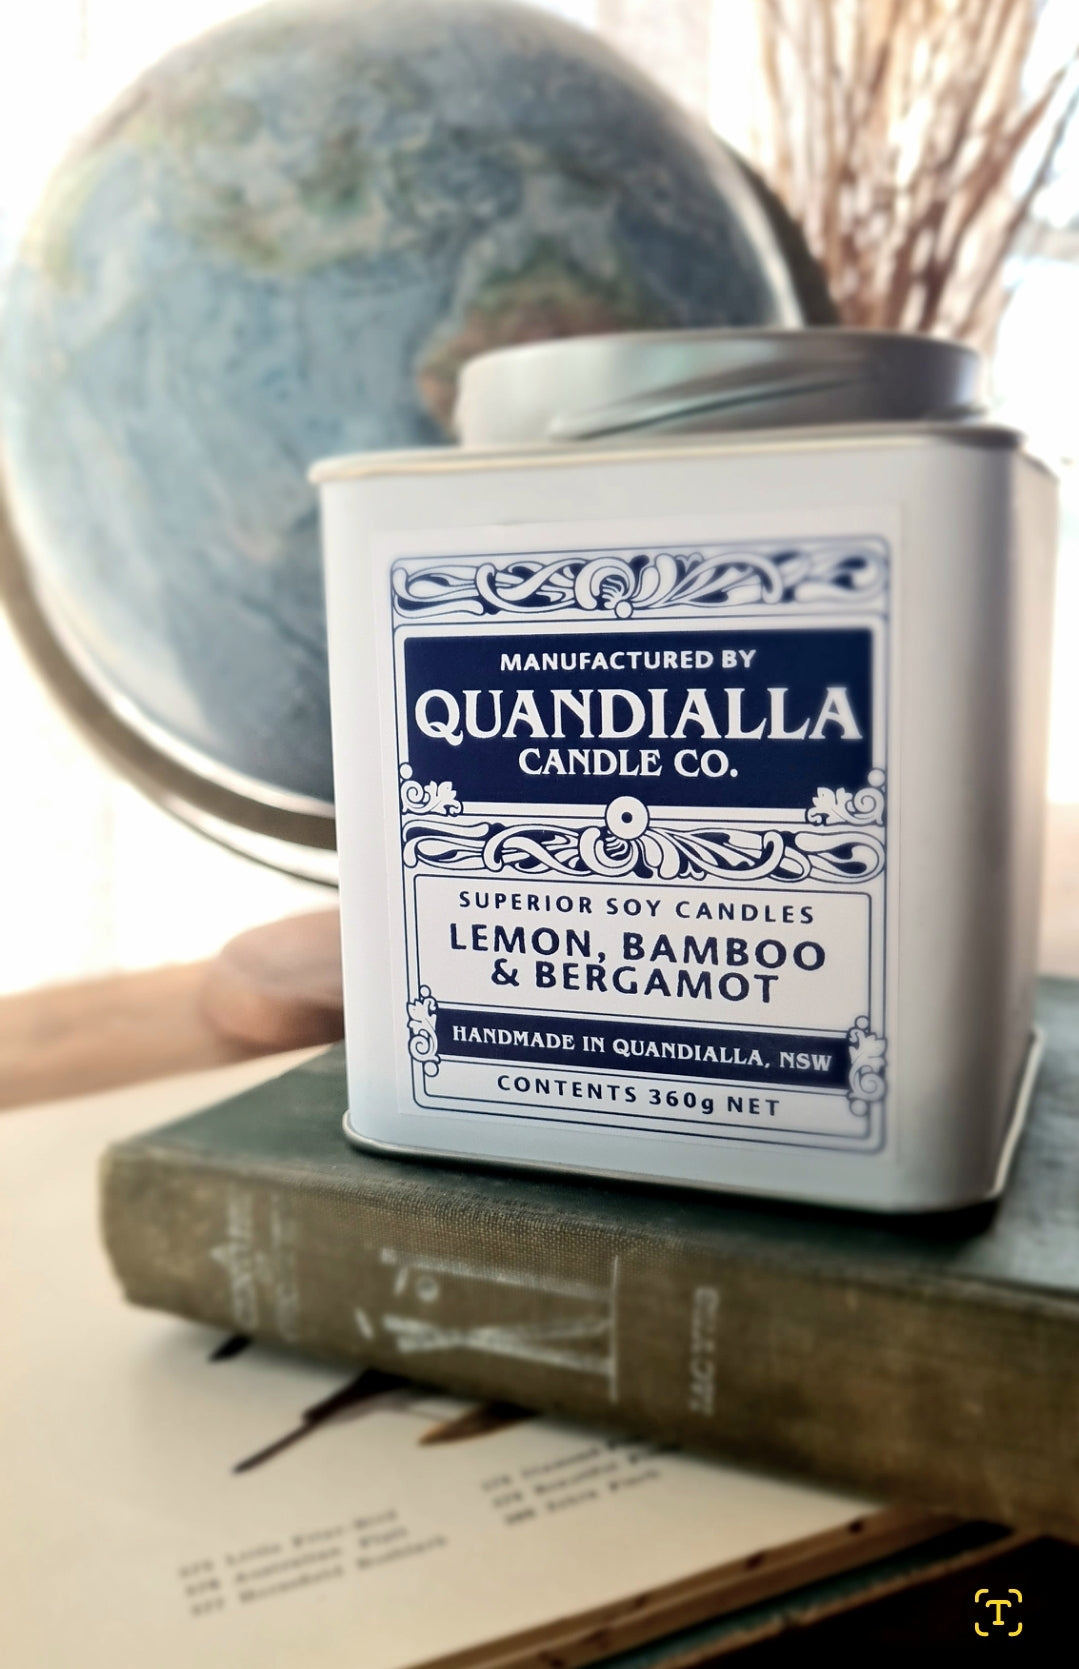 MANUFACTURED BY
QUANDIALLA
CANDLE CO.
SUPERIOR SOY CANDLES
LEMON, BAMBOO
& BERGAMOT
HANDMADE IN QUANDIALLA, NSW
CONTENTS 360g NET